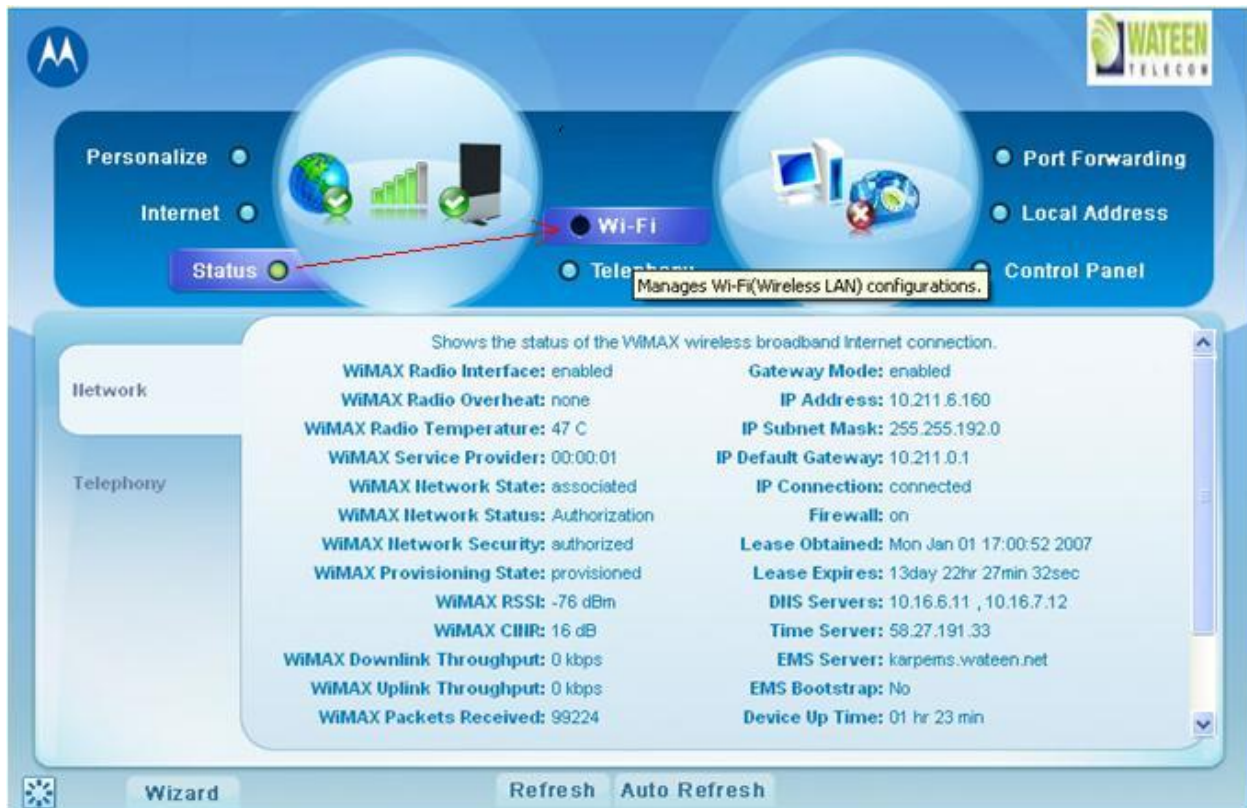 WATEEN
TELECOM
Personalize
Internet
Status
Wi-Fi
Telephony
Port Forwarding
Local Address
Control Panel
Manages Wi-Fi(Wireless LAN) configurations.
Network
Telephony
Shows the status of the WiMAX wireless broadband Internet connection.
WiMAX Radio Interface: enabled
WiMAX Radio Overheat: none
WiMAX Radio Temperature: 47 C
WiMAX Service Provider: 00:00:01
WiMAX Network State: associated
WiMAX Network Status: Authorization
WiMAX Network Security: authorized
WiMAX Provisioning State: provisioned
WiMAX RSSI: -76 dBm
WiMAX CINR: 16 dB
WiMAX Downlink Throughput: 0 kbps
WiMAX Uplink Throughput: 0 kbps
WiMAX Packets Received: 99224
Gateway Mode: enabled
IP Address: 10.211.6.160
IP Subnet Mask: 255.255.192.0
IP Default Gateway: 10.211.0.1
IP Connection: connected
Firewall: on
Lease Obtained: Mon Jan 01 17:00:52 2007
Lease Expires: 13day 22hr 27min 32sec
DNS Servers: 10.16.6.11 , 10.16.7.12
Time Server: 58.27.191.33
EMS Server: karpems.wateen.net
EMS Bootstrap: No
Device Up Time: 01 hr 23 min
Wizard
Refresh
Auto Refresh